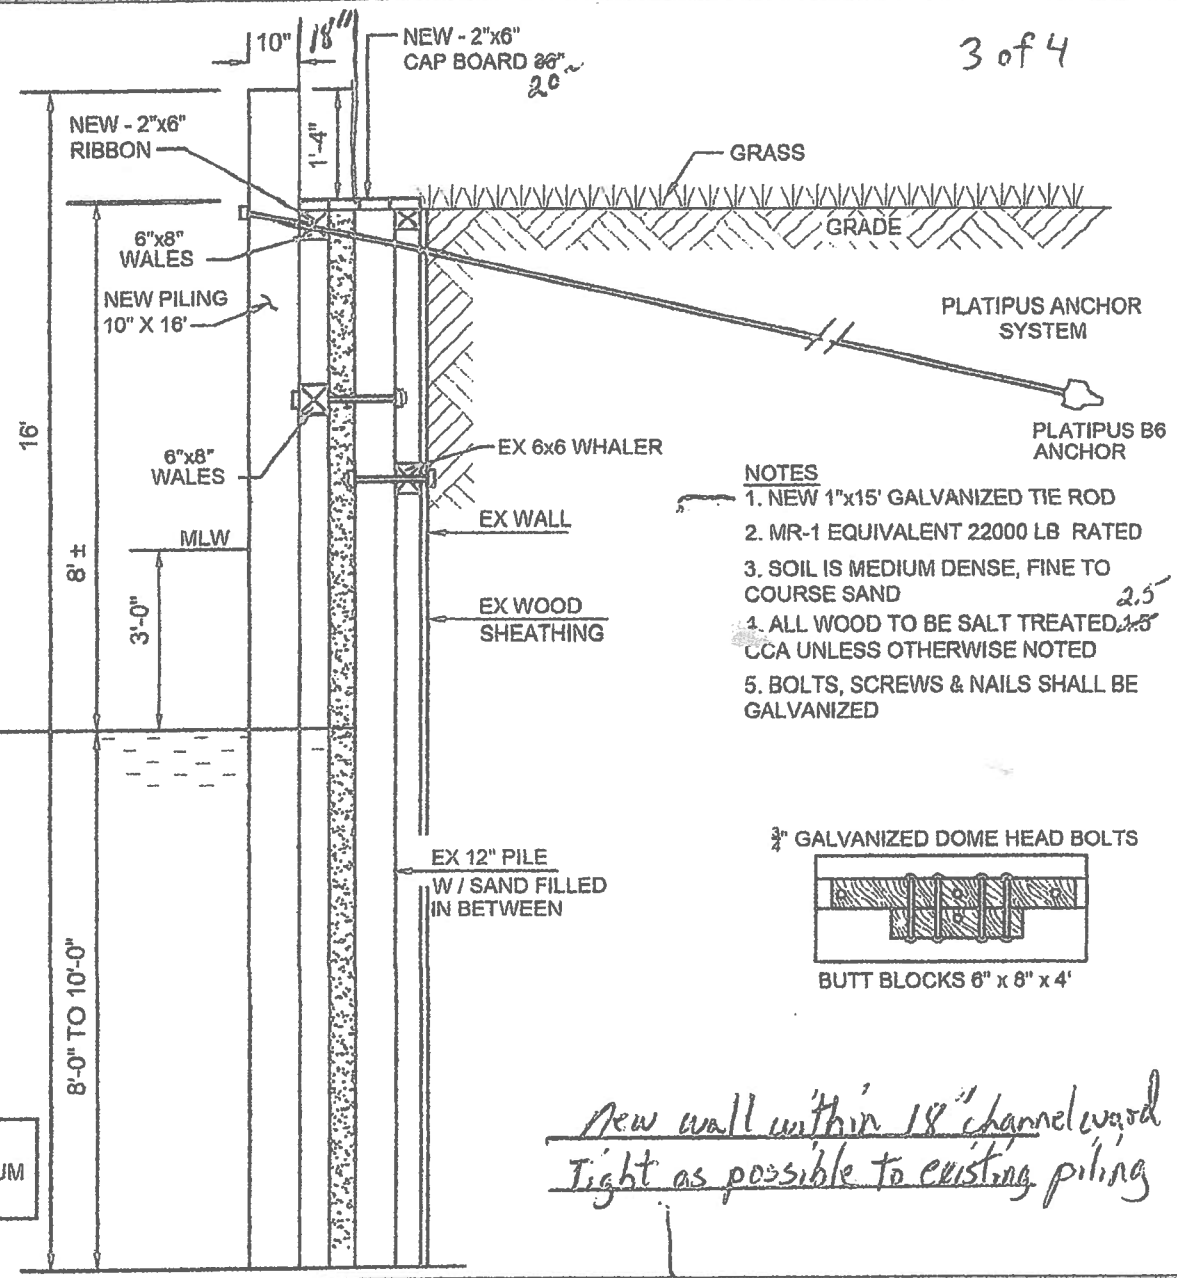 10"
18"
NEW - 2"x6"
CAP BOARD 36"
20"
3 of 4
NEW - 2"x6"
RIBBON
1'-4"
GRASS
GRADE
6"x8"
WALES
NEW PILING
10" X 16'
PLATIPUS ANCHOR
SYSTEM
PLATIPUS B6
ANCHOR
16'
6"x8"
WALES
EX 6x6 WHALER
NOTES
1. NEW 1"x15' GALVANIZED TIE ROD
2. MR-1 EQUIVALENT 22000 LB RATED
3. SOIL IS MEDIUM DENSE, FINE TO
COURSE SAND
2.5
4. ALL WOOD TO BE SALT TREATED 1.5
CCA UNLESS OTHERWISE NOTED
5. BOLTS, SCREWS & NAILS SHALL BE
GALVANIZED
EX WALL
MLW
8' ±
3'-0"
EX WOOD
SHEATHING
EX 12" PILE
W / SAND FILLED
IN BETWEEN
8'-0" TO 10'-0"
3/4" GALVANIZED DOME HEAD BOLTS
BUTT BLOCKS 6" x 8" x 4'
UM
New wall within 18" channelward
Tight as possible to existing piling